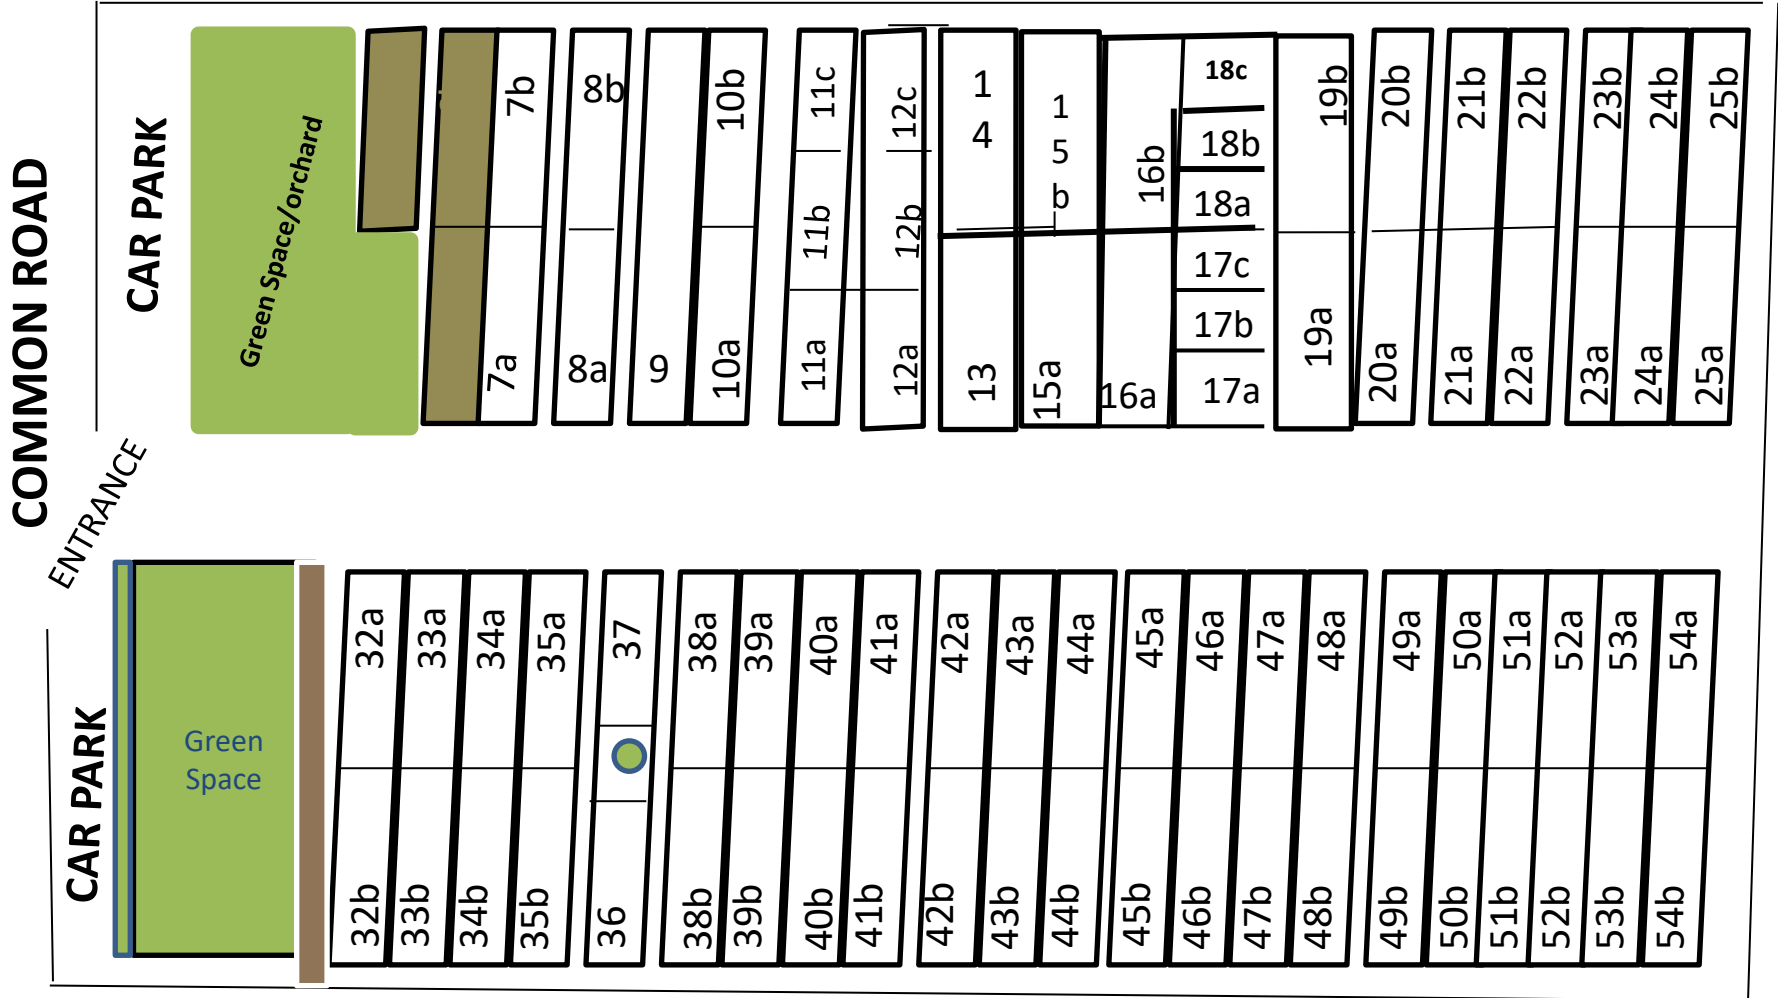 COMMON ROAD
CAR PARK
Green Space/orchard
7b
8b
10b
11c
12c
1
4
1
5
b
16b
18c
18b
18a
19b
20b
21b
22b
23b
24b
25b
11b
12b
17c
17b
17a
7a
8a
9
10a
11a
12a
13
15a
16a
19a
20a
21a
22a
23a
24a
25a
ENTRANCE
CAR PARK
Green
Space
32a
33a
34a
35a
37
38a
39a
40a
41a
42a
43a
44a
45a
46a
47a
48a
49a
50a
51a
52a
53a
54a
32b
33b
34b
35b
36
38b
39b
40b
41b
42b
43b
44b
45b
46b
47b
48b
49b
50b
51b
52b
53b
54b